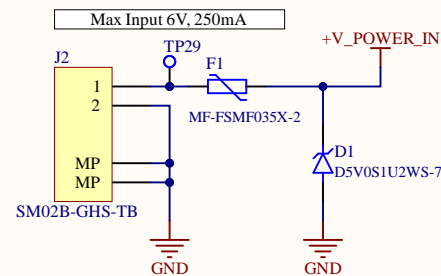 Max Input 6V, 250mA
+V_POWER_IN
TP29
J2
F1
1
2
MF-FSMF035X-2
D1
D5V0S1U2WS-7
MP
MP
SM02B-GHS-TB
GND
GND